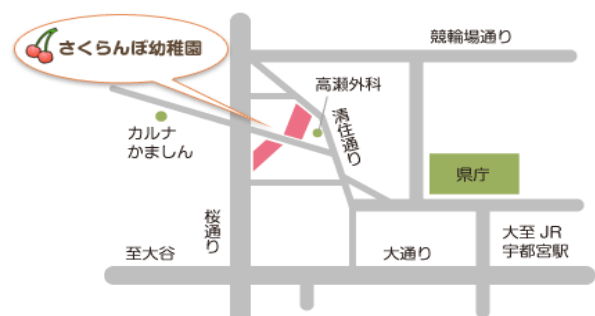 さくらんぼ幼稚園
競輪場通り
高瀬外科
清住通り
カルナ
かましん
県庁
桜通り
至大谷
大通り
大至JR
宇都宮駅